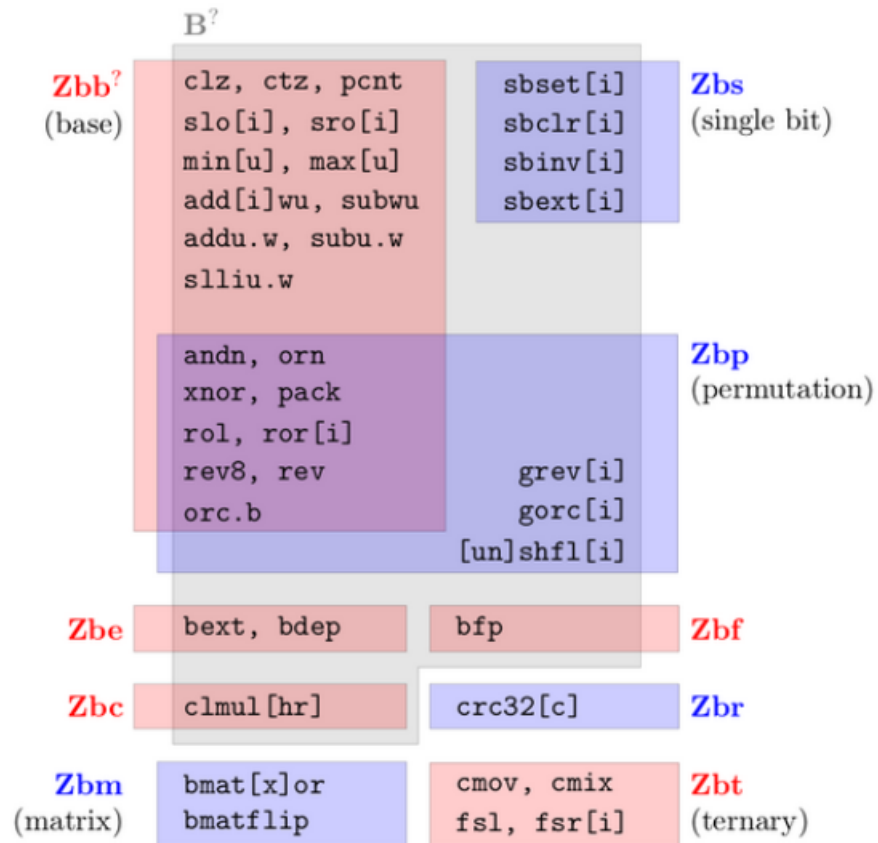 B?
Zbb?
(base)
clz, ctz, pcnt
slo[i], sro[i]
min[u], max[u]
add[i]wu, subwu
addu.w, subu.w
slliu.w
sbset[i]
sbclr[i]
sbinv[i]
sbext[i]
Zbs
(single bit)
andn, orn
xnor, pack
rol, ror[i]
rev8, rev
orc.b
grev[i]
gorc[i]
[un]shfl[i]
Zbp
(permutation)
Zbe
bext, bdep
bfp
Zbf
Zbc
clmul[hr]
crc32[c]
Zbr
Zbm
(matrix)
bmat[x]or
bmatflip
cmov, cmix
fsl, fsr[i]
Zbt
(ternary)